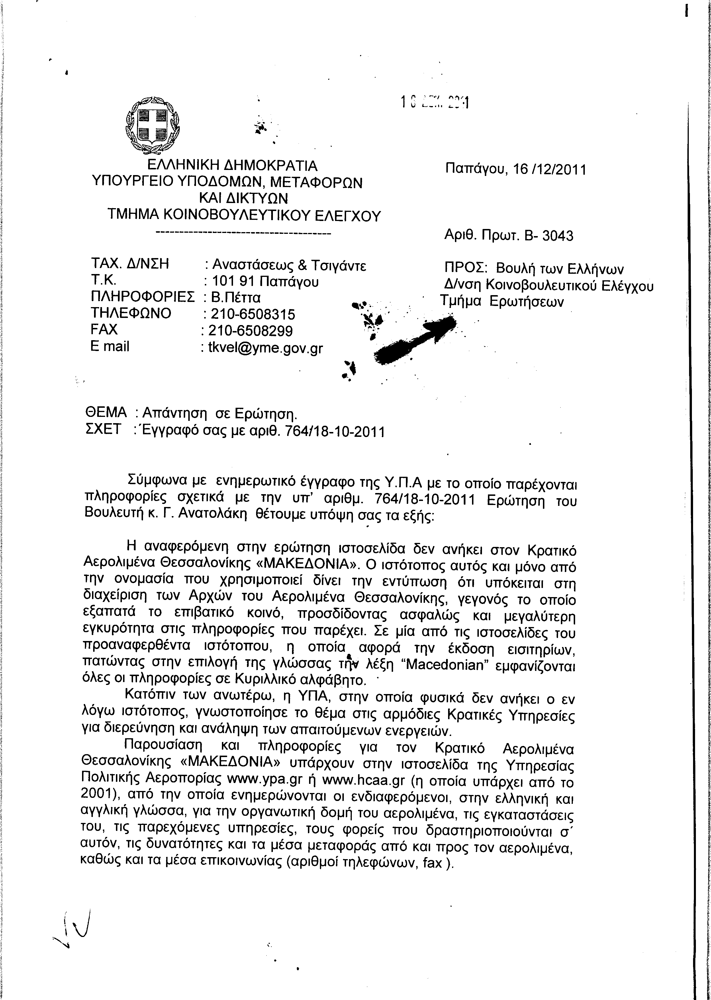 ΕΛΛΗΝΙΚΗ ΔΗΜΟΚΡΑΤΙΑ
ΥΠΟΥΡΓΕΙΟ ΥΠΟΔΟΜΩΝ, ΜΕΤΑΦΟΡΩΝ
ΚΑΙ ΔΙΚΤΥΩΝ
ΤΜΗΜΑ ΚΟΙΝΟΒΟΥΛΕΥΤΙΚΟΥ ΕΛΕΓΧΟΥ
-------------------------------------
Παπάγου, 16 /12/2011
Αριθ. Πρωτ. Β- 3043
ΤΑΧ. Δ/ΝΣΗ : Αναστάσεως & Τσιγάντε
Τ.Κ. : 101 91 Παπάγου
ΠΛΗΡΟΦΟΡΙΕΣ : Β.Πέττα
ΤΗΛΕΦΩΝΟ : 210-6508315
FAX : 210-6508299
E mail : tkvel@yme.gov.gr
ΠΡΟΣ: Βουλή των Ελλήνων
Δ/νση Κοινοβουλευτικού Ελέγχου
Τμήμα Ερωτήσεων
ΘΕΜΑ : Απάντηση σε Ερώτηση.
ΣΧΕΤ : Έγγραφό σας με αριθ. 764/18-10-2011
Σύμφωνα με ενημερωτικό έγγραφο της Υ.Π.Α με το οποίο παρέχονται
πληροφορίες σχετικά με την υπ’ αριθμ. 764/18-10-2011 Ερώτηση του
Βουλευτή κ. Γ. Ανατολάκη θέτουμε υπόψη σας τα εξής:
Η αναφερόμενη στην ερώτηση ιστοσελίδα δεν ανήκει στον Κρατικό
Αερολιμένα Θεσσαλονίκης «ΜΑΚΕΔΟΝΙΑ». Ο ιστότοπος αυτός και μόνο από
την ονομασία που χρησιμοποιεί δίνει την εντύπωση ότι υπόκειται στη
διαχείριση των Αρχών του Αερολιμένα Θεσσαλονίκης, γεγονός το οποίο
εξαπατά το επιβατικό κοινό, προσδίδοντας ασφαλώς και μεγαλύτερη
εγκυρότητα στις πληροφορίες που παρέχει. Σε μία από τις ιστοσελίδες του
προαναφερθέντα ιστότοπου, η οποία αφορά την έκδοση εισιτηρίων,
πατώντας στην επιλογή της γλώσσας την λέξη “Macedonian” εμφανίζονται
όλες οι πληροφορίες σε Κυριλλικό αλφάβητο.
Κατόπιν των ανωτέρω, η ΥΠΑ, στην οποία φυσικά δεν ανήκει ο εν
λόγω ιστότοπος, γνωστοποίησε το θέμα στις αρμόδιες Κρατικές Υπηρεσίες
για διερεύνηση και ανάληψη των απαιτούμενων ενεργειών.
Παρουσίαση και πληροφορίες για τον Κρατικό Αερολιμένα
Θεσσαλονίκης «ΜΑΚΕΔΟΝΙΑ» υπάρχουν στην ιστοσελίδα της Υπηρεσίας
Πολιτικής Αεροπορίας www.ypa.gr ή www.hcaa.gr (η οποία υπάρχει από το
2001), από την οποία ενημερώνονται οι ενδιαφερόμενοι, στην ελληνική και
αγγλική γλώσσα, για την οργανωτική δομή του αερολιμένα, τις εγκαταστάσεις
του, τις παρεχόμενες υπηρεσίες, τους φορείς που δραστηριοποιούνται σ΄
αυτόν, τις δυνατότητες και τα μέσα μεταφοράς από και προς τον αερολιμένα,
καθώς και τα μέσα επικοινωνίας (αριθμοί τηλεφώνων, fax ).